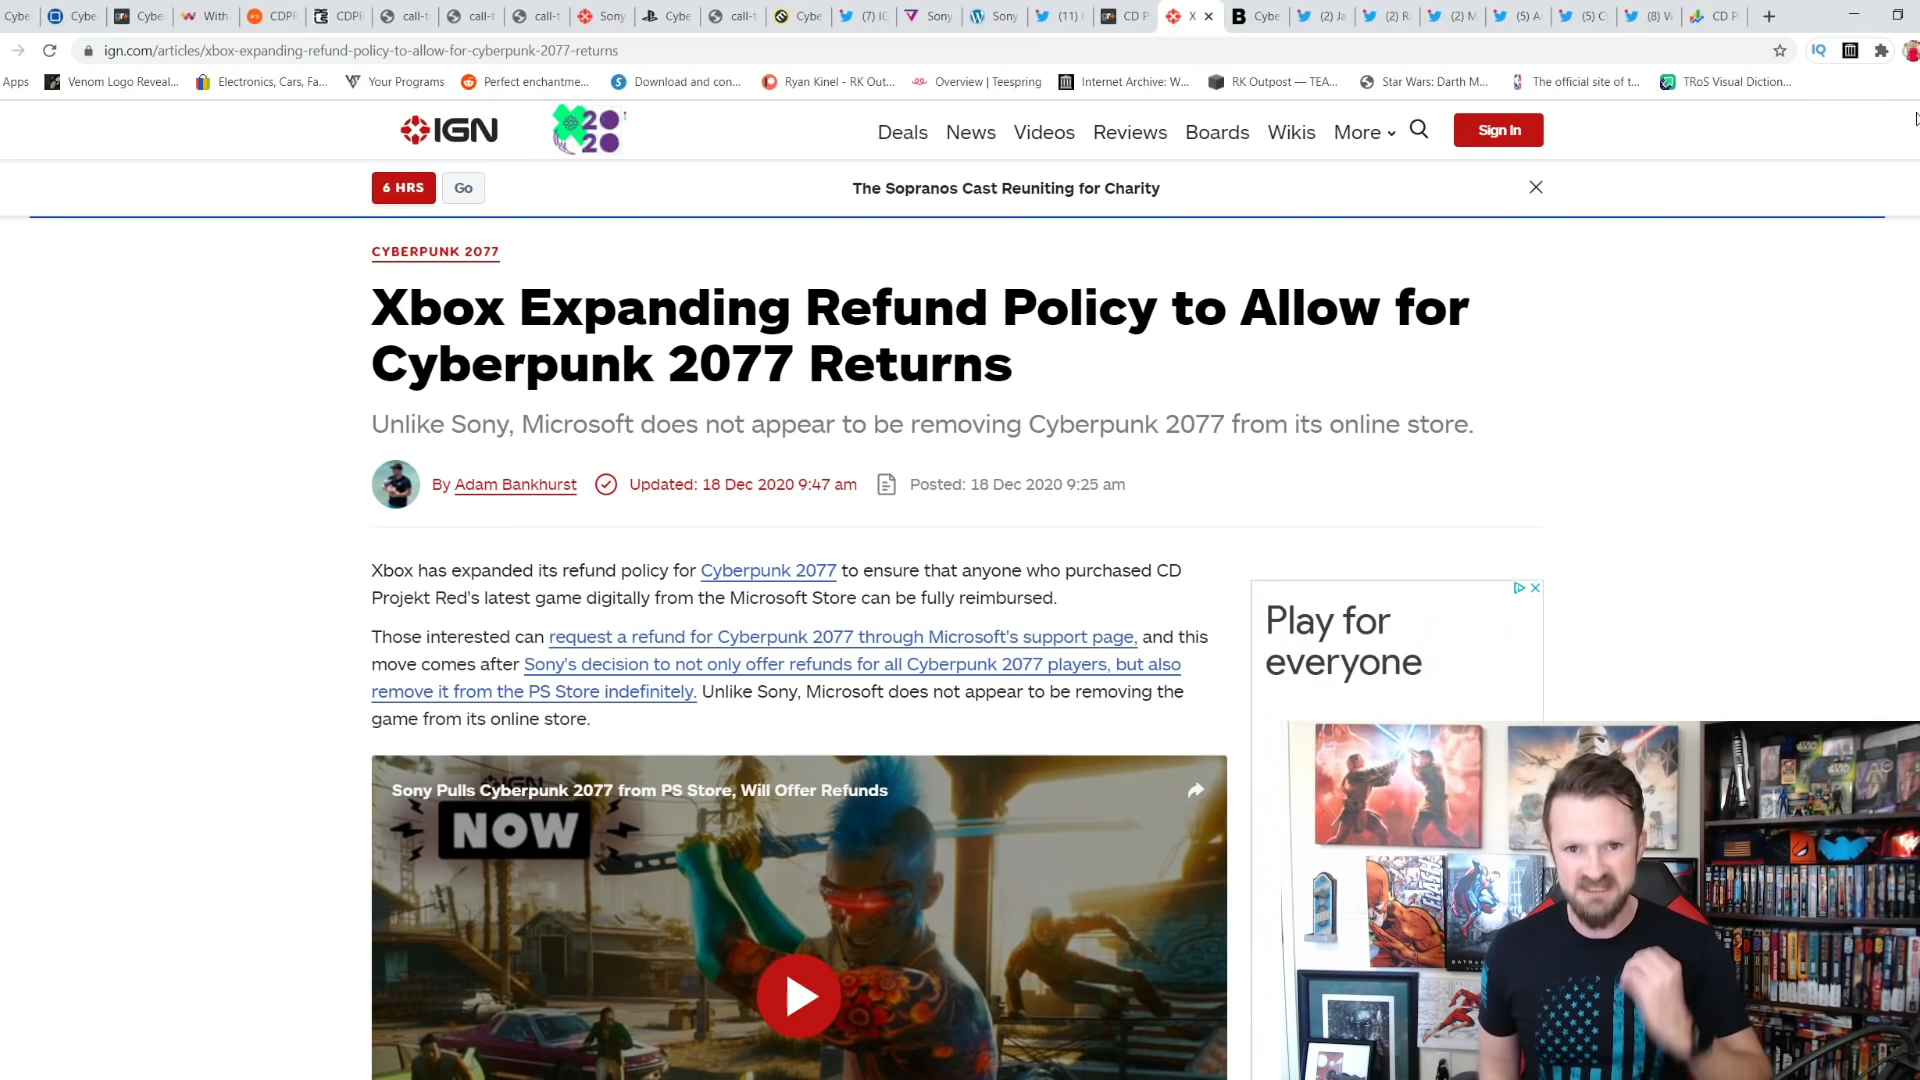 Cybe Cybe Cybe With CDPF CDPF call-t call-t call-t Sony Cybe call-t Cybe (7) IG Sony Sony (11) CD P X Cybe (2) Ja (2) R (2) M (5) A (5) C (8) W CD P
ign.com/articles/xbox-expanding-refund-policy-to-allow-for-cyberpunk-2077-returns
IQ
Apps Venom Logo Reveal... Electronics, Cars, Fa... Your Programs Perfect enchantme... Download and con... Ryan Kinel - RK Out... Overview | Teespring Internet Archive: W... RK Outpost — TEA... Star Wars: Darth M... The official site of t... TRoS Visual Diction...
IGN
2020
Deals News Videos Reviews Boards Wikis More Sign In
6 HRS Go The Sopranos Cast Reuniting for Charity
CYBERPUNK 2077
Xbox Expanding Refund Policy to Allow for
Cyberpunk 2077 Returns
Unlike Sony, Microsoft does not appear to be removing Cyberpunk 2077 from its online store.
By Adam Bankhurst Updated: 18 Dec 2020 9:47 am Posted: 18 Dec 2020 9:25 am
Xbox has expanded its refund policy for Cyberpunk 2077 to ensure that anyone who purchased CD
Projekt Red's latest game digitally from the Microsoft Store can be fully reimbursed.
Those interested can request a refund for Cyberpunk 2077 through Microsoft's support page, and this
move comes after Sony's decision to not only offer refunds for all Cyberpunk 2077 players, but also
remove it from the PS Store indefinitely. Unlike Sony, Microsoft does not appear to be removing the
game from its online store.
Play for
everyone
Sony Pulls Cyberpunk 2077 from PS Store, Will Offer Refunds
IGN
NOW